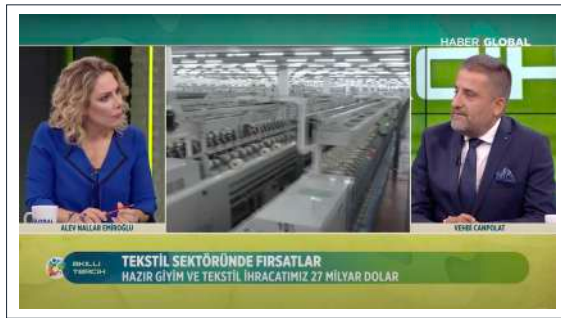 HABER GLOBAL
GLOBAL
ALEV NALLAR EMİROĞLU
VEHBİ CANPOLAT
AKILLI
TERCİH
TEKSTİL SEKTÖRÜNDE FIRSATLAR
HAZIR GİYİM VE TEKSTİL İHRACATIMIZ 27 MİLYAR DOLAR